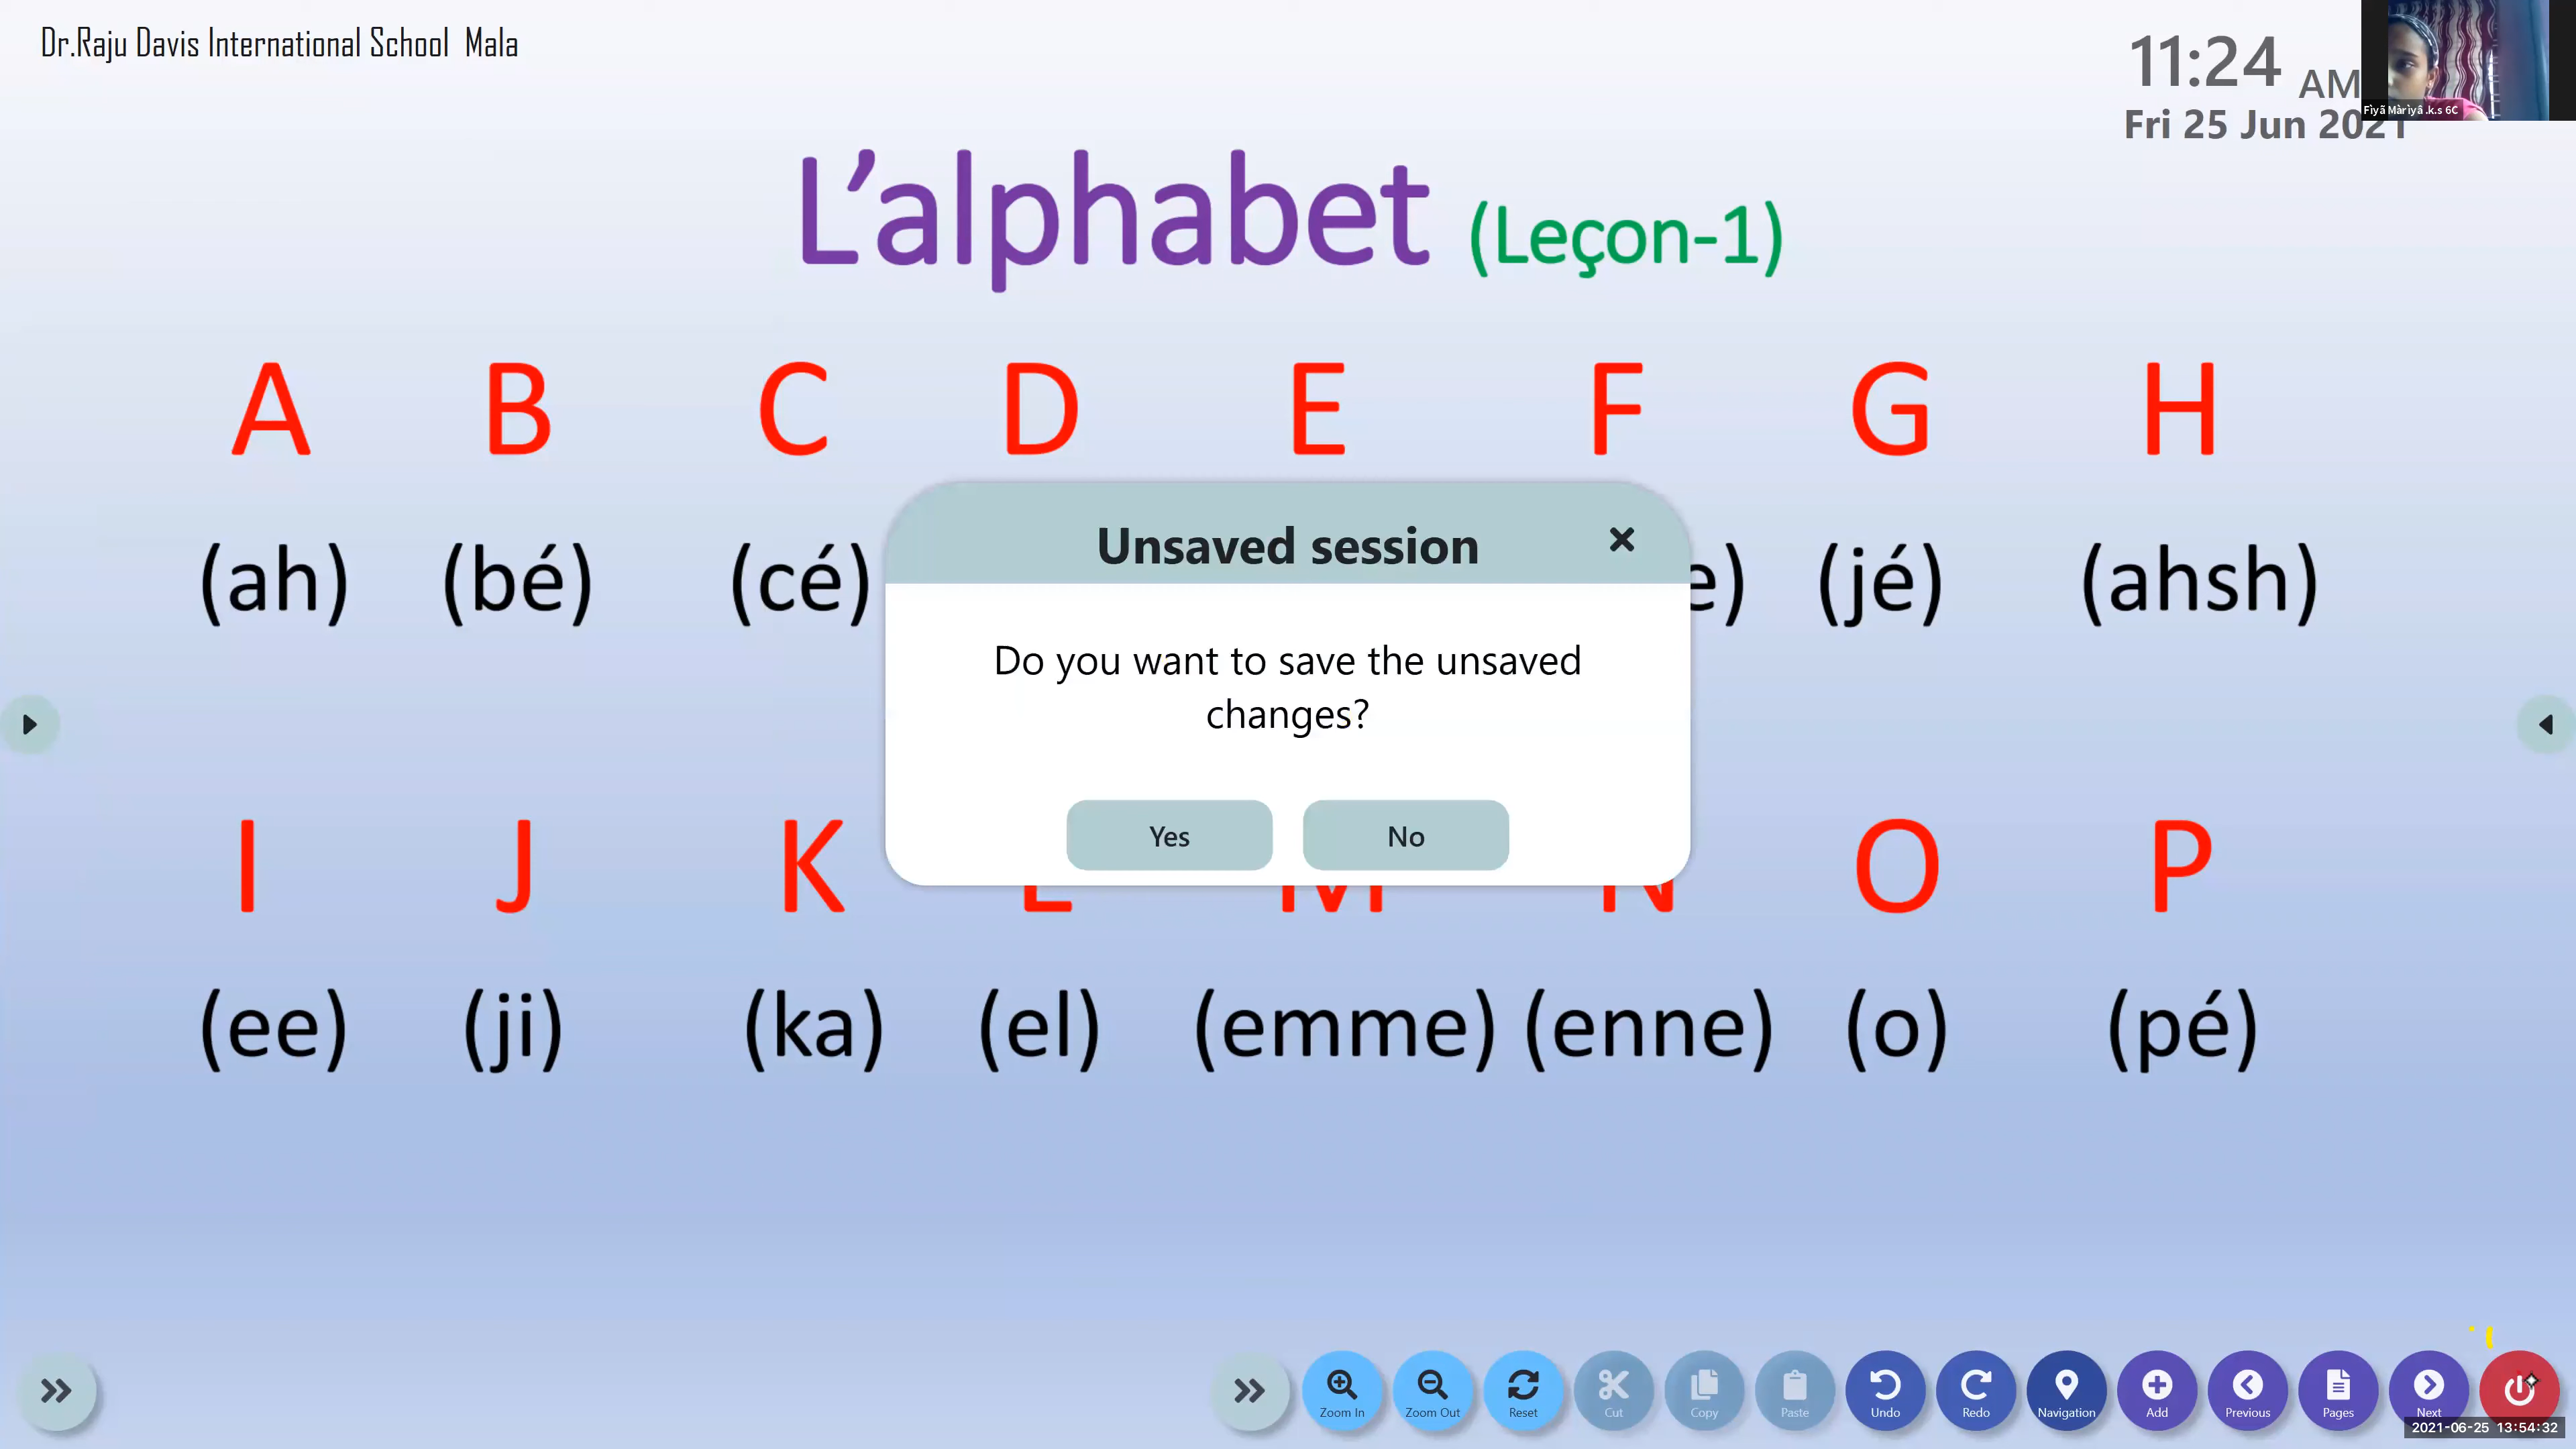 Dr.Raju Davis International School Mala
11:24 AM
Fri 25 Jun 2021
Fìyã Màrìyâ .k.s 6C
L’alphabet (Leçon-1)
A B C D E F G H
(ah) (bé) (cé) e) (jé) (ahsh)
Unsaved session
Do you want to save the unsaved
changes?
Yes No
I J K L M N O P
(ee) (ji) (ka) (el) (emme) (enne) (o) (pé)
Zoom In Zoom Out Reset Cut Copy Paste Undo Redo Navigation Add Previous Pages Next
2021-06-25 13:54:32